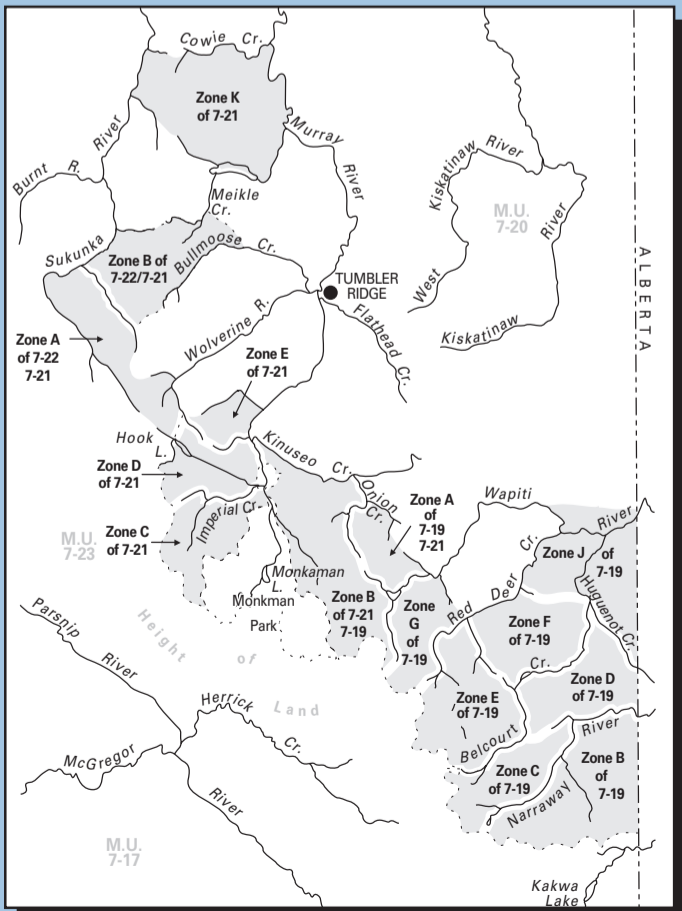 Cowie Cr.
Zone K
of 7-21
Murray
River
River
Burnt R.
Meikle
Cr.
Kiskatinaw River
M.U.
7-20
River
West
Kiskatinaw
ALBERTA
Sukunka
Zone B of
7-22/7-21
Bullmoose Cr.
TUMBLER
RIDGE
Flathead Cr.
Wolverine R.
Zone A
of 7-22
7-21
Zone E
of 7-21
Hook
L.
Kinuseo Cr.
Zone D
of 7-21
Onion
Cr.
Zone A
of
7-19
7-21
Wapiti
River
Imperial Cr.
M.U.
7-23
Zone C
of 7-21
Cr.
Zone J of
7-19
Monkaman
L.
Monkman
Park
Zone B
of 7-21
7-19
Zone
G
of
7-19
Red Deer
Huguenot Cr.
Zone F
of 7-19
Parsnip
River
Height of
Land
Cr.
Zone D
of 7-19
Zone E
of 7-19
River
Herrick
Cr.
Belcourt
McGregor
River
Zone C
of 7-19
Narraway
Zone B
of
7-19
M.U.
7-17
Kakwa
Lake